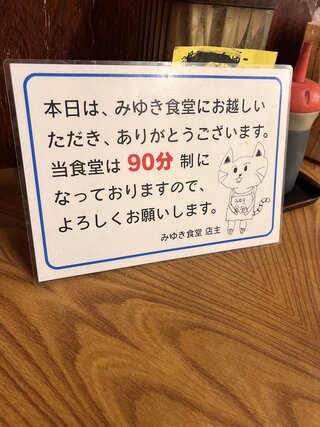 本日は、みゆき食堂にお越しい
ただき、ありがとうございます。
当食堂は 90分 制に
なっておりますので、
よろしくお願いします。
みゆき食堂 店主